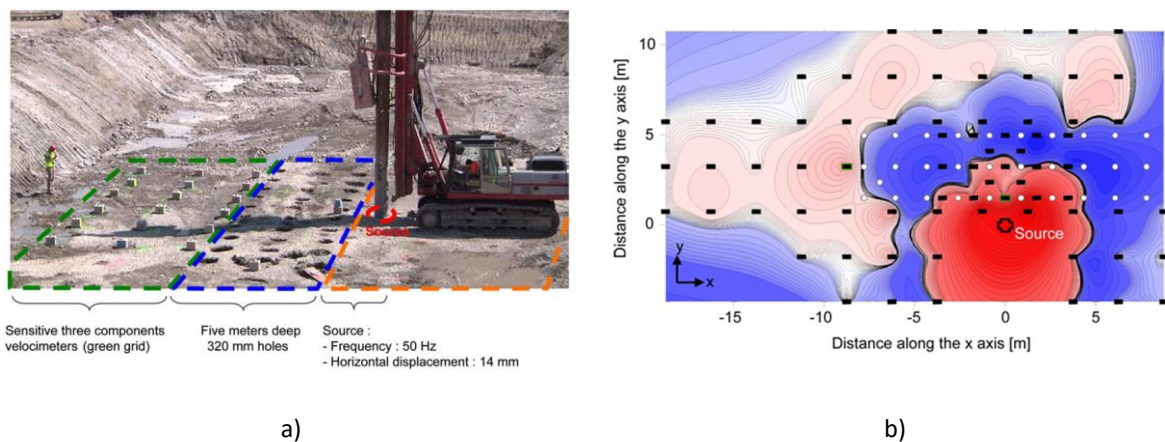 Source
Sensitive three components
velocimeters (green grid)
Five meters deep
320 mm holes
Source :
- Frequency : 50 Hz
- Horizontal displacement : 14 mm
a)
Distance along the y axis [m]
10
5
0
y
x
Source
-15
-10
-5
0
5
Distance along the x axis [m]
b)